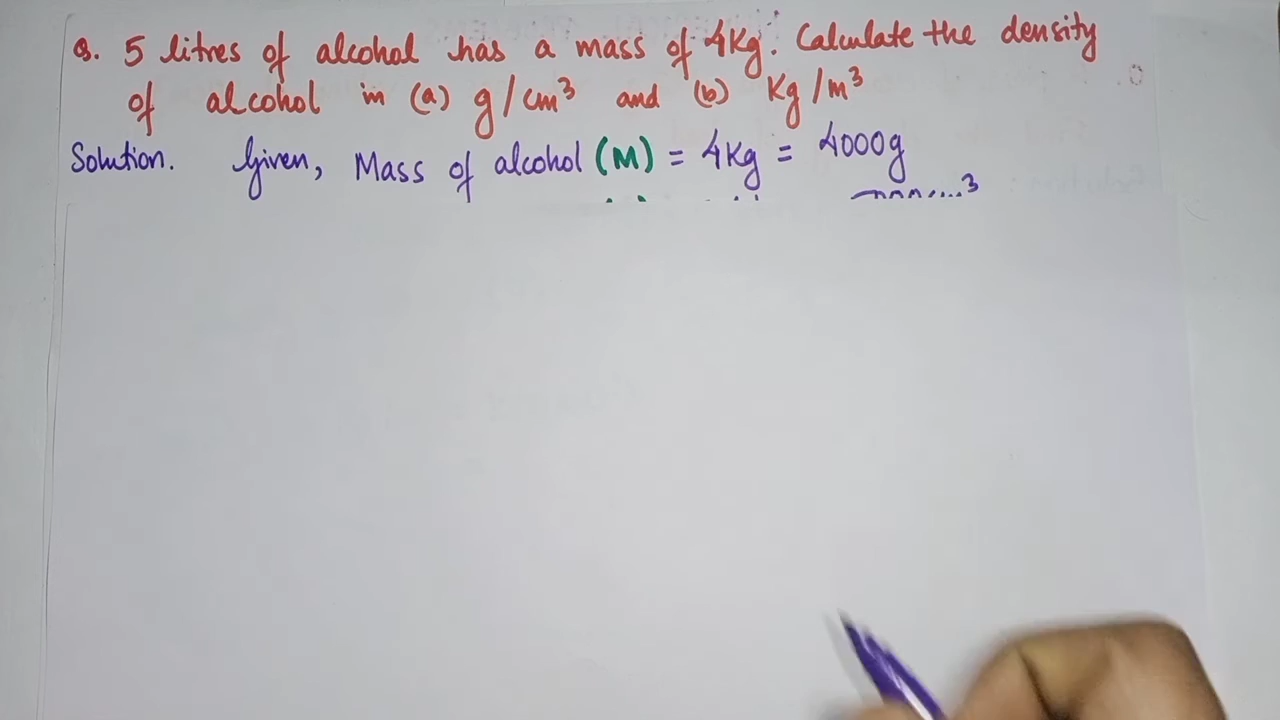 Q. 5 litres of alcohol has a mass of 4Kg. Calculate the density
of alcohol in (a) g/cm³ and (b) Kg/m³
Solution. Given, Mass of alcohol (M) = 4Kg = 4000g